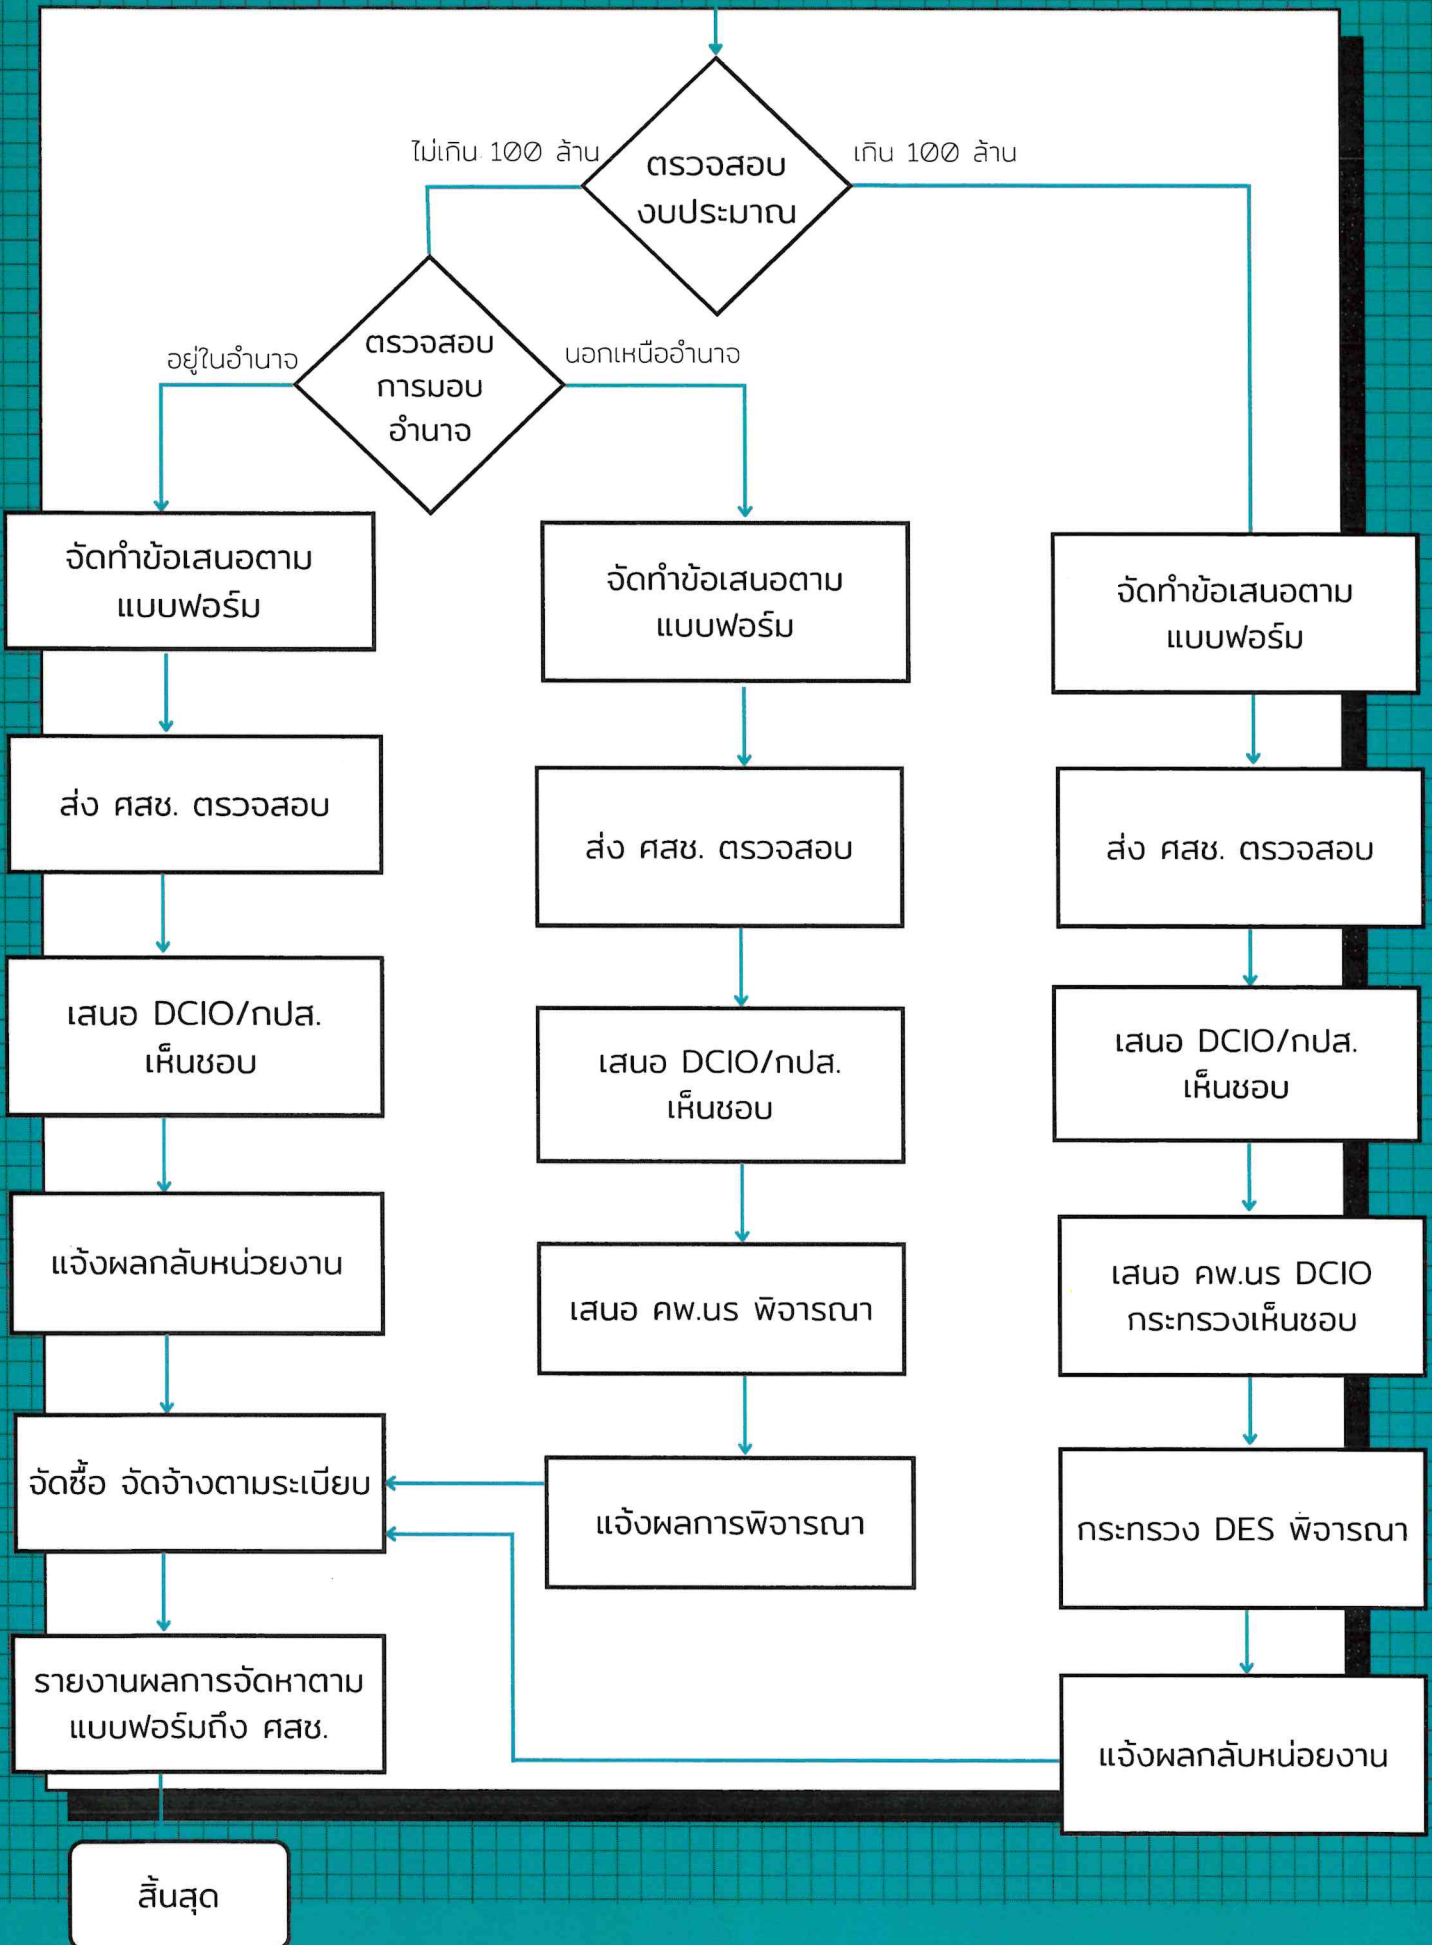 ตรวจสอบ
งบประมาณ
ไม่เกิน 100 ล้าน
เกิน 100 ล้าน
ตรวจสอบ
การมอบ
อำนาจ
อยู่ในอำนาจ
นอกเหนืออำนาจ
จัดทำข้อเสนอตาม
แบบฟอร์ม
ส่ง ศสช. ตรวจสอบ
เสนอ DCIO/กปส.
เห็นชอบ
แจ้งผลกลับหน่วยงาน
จัดซื้อ จัดจ้างตามระเบียบ
รายงานผลการจัดหาตาม
แบบฟอร์มถึง ศสช.
สิ้นสุด
จัดทำข้อเสนอตาม
แบบฟอร์ม
ส่ง ศสช. ตรวจสอบ
เสนอ DCIO/กปส.
เห็นชอบ
เสนอ คพ.นร พิจารณา
แจ้งผลการพิจารณา
จัดทำข้อเสนอตาม
แบบฟอร์ม
ส่ง ศสช. ตรวจสอบ
เสนอ DCIO/กปส.
เห็นชอบ
เสนอ คพ.นร DCIO
กระทรวงเห็นชอบ
กระทรวง DES พิจารณา
แจ้งผลกลับหน่อยงาน